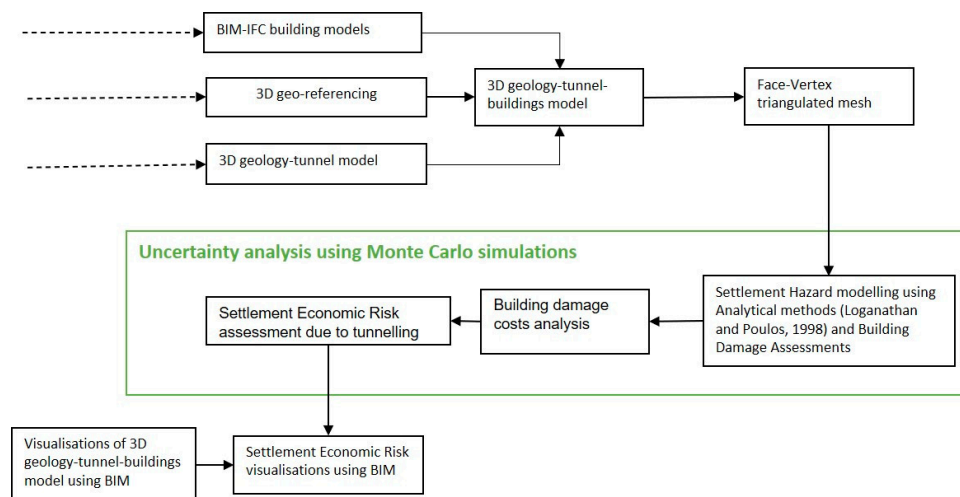 BIM-IFC building models
3D geo-referencing
3D geology-tunnel model
3D geology-tunnel-
buildings model
Face-Vertex
triangulated mesh
Uncertainty analysis using Monte Carlo simulations
Settlement Hazard modelling using
Analytical methods (Loganathan
and Poulos, 1998) and Building
Damage Assessments
Building damage
costs analysis
Settlement Economic Risk
assessment due to tunnelling
Visualisations of 3D
geology-tunnel-buildings
model using BIM
Settlement Economic Risk
visualisations using BIM